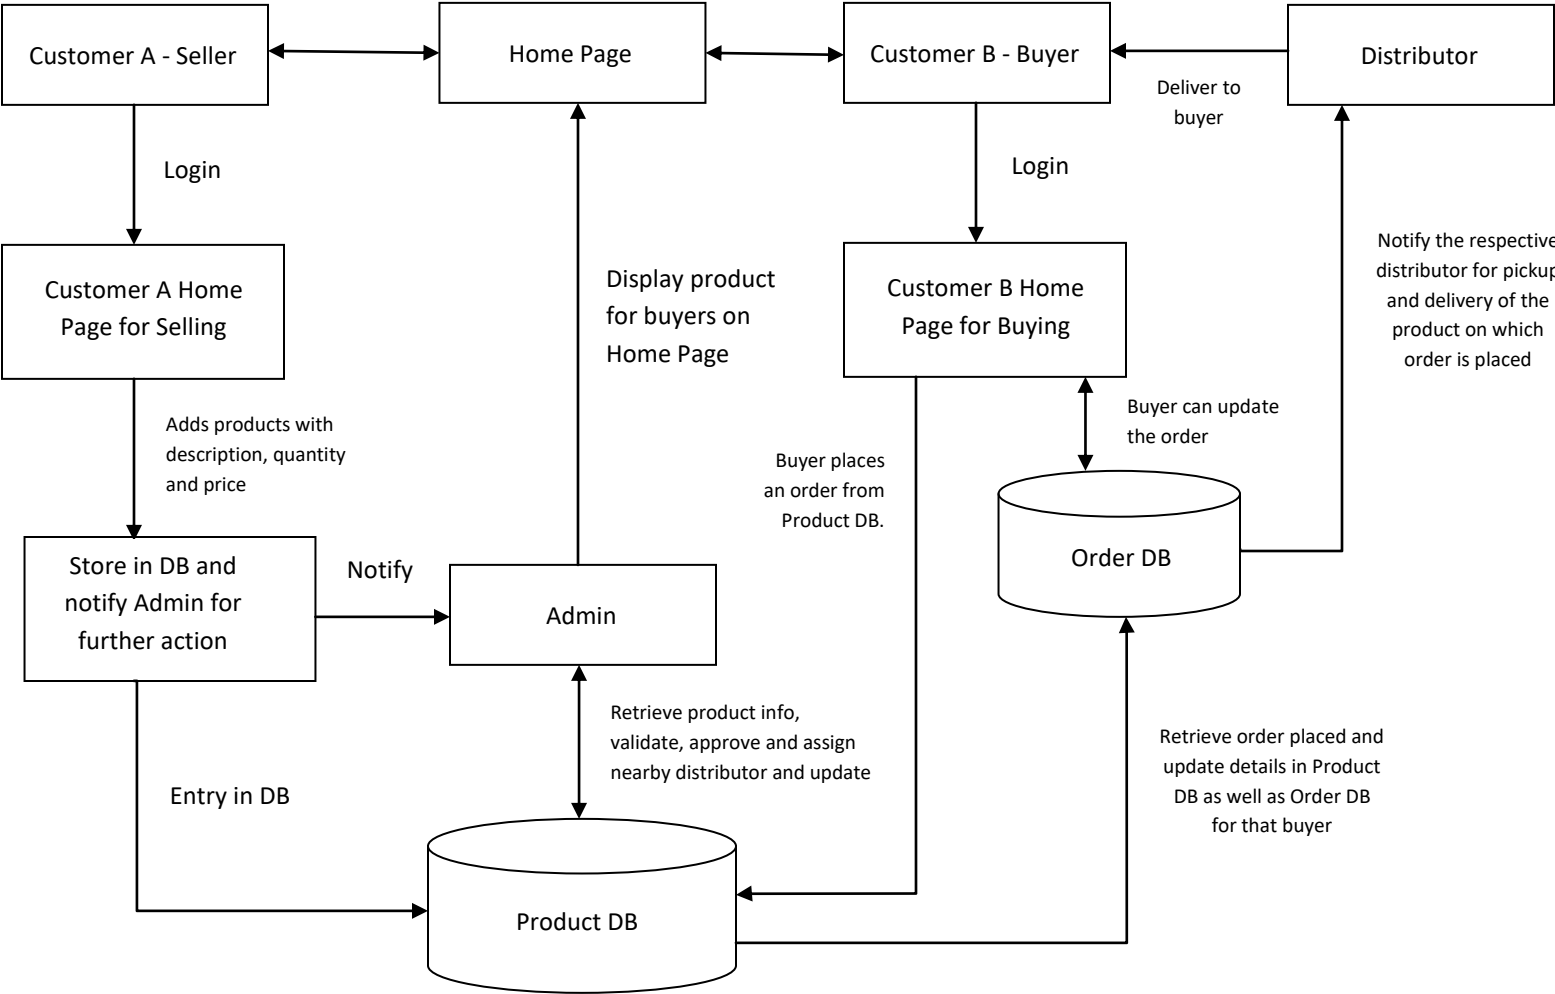 Customer A - Seller
Home Page
Customer B - Buyer
Distributor
Deliver to
buyer
Login
Login
Customer A Home
Page for Selling
Display product
for buyers on
Home Page
Customer B Home
Page for Buying
Notify the respective
distributor for pickup
and delivery of the
product on which
order is placed
Adds products with
description, quantity
and price
Buyer can update
the order
Buyer places
an order from
Product DB.
Store in DB and
notify Admin for
further action
Notify
Admin
Order DB
Retrieve product info,
validate, approve and assign
nearby distributor and update
Entry in DB
Retrieve order placed and
update details in Product
DB as well as Order DB
for that buyer
Product DB